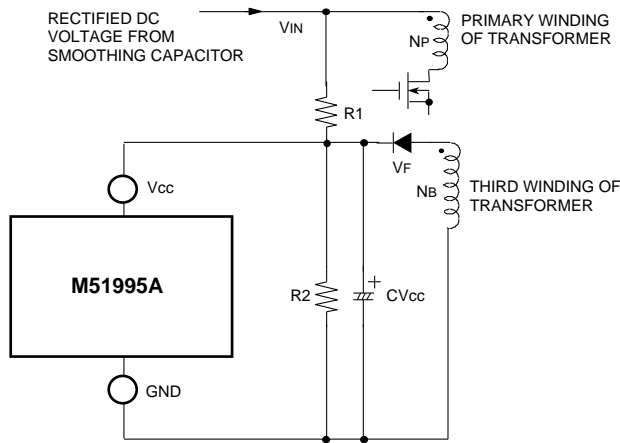 RECTIFIED DC
VOLTAGE FROM
SMOOTHING CAPACITOR
VIN
NP
PRIMARY WINDING
OF TRANSFORMER
R1
VF
NB
THIRD WINDING OF
TRANSFORMER
Vcc
M51995A
R2
+
CVcc
GND